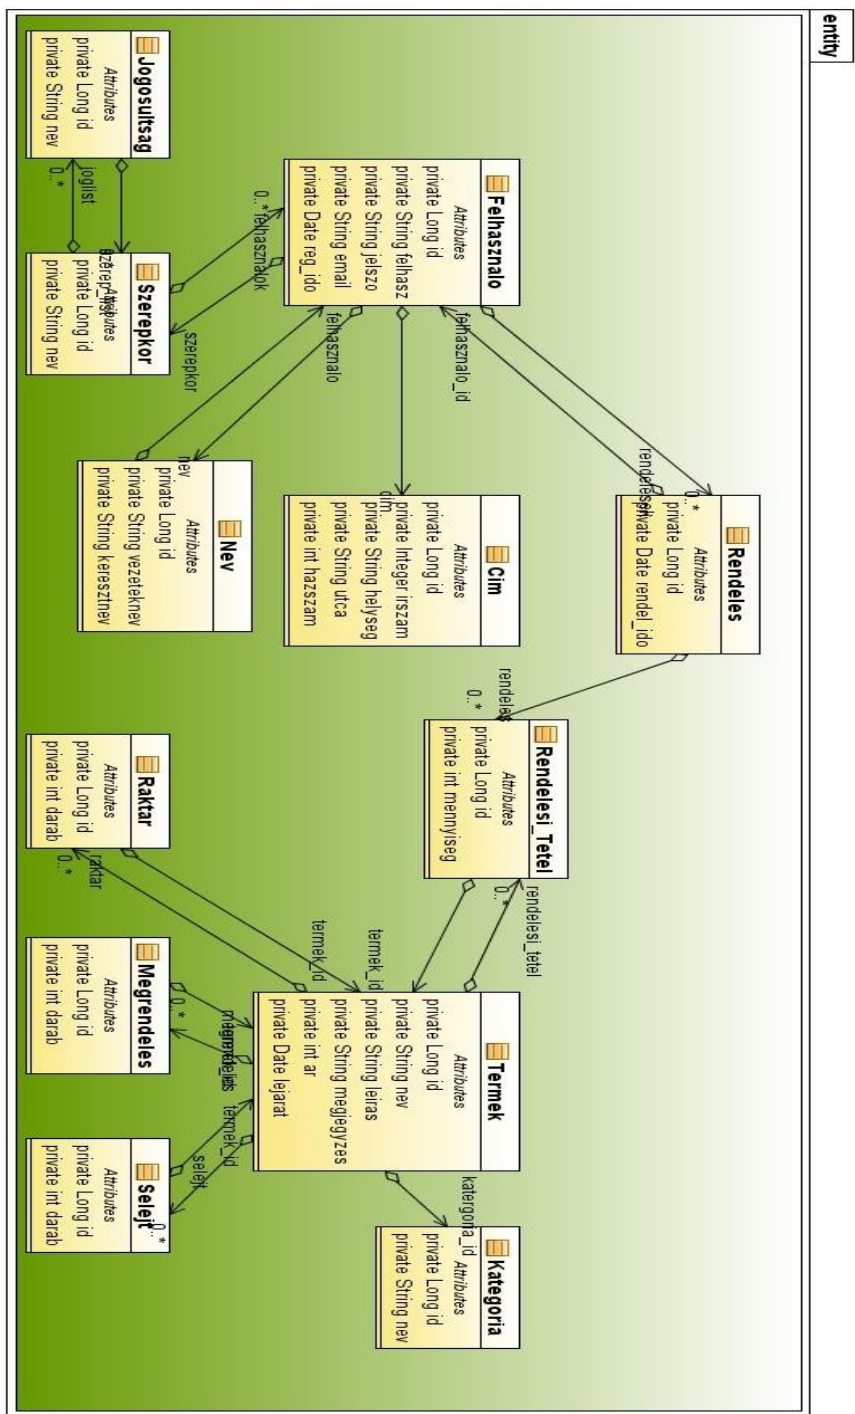 entity
Rendeles
Attributes
private Long id
private Date rendel_ido
0..*
felhasznalo_id
Felhasznalo
Attributes
private Long id
private String felhasz
private String jelszo
private String email
private Date reg_ido
0..*
felhasznalok
szerepkor
felhasznalo
Cim
Attributes
private Long id
private Integer irszam
private String helyseg
private String utca
private int hazszam
cim
Nev
Attributes
private Long id
private String vezeteknev
private String keresztnev
nev
Jogosultsag
Attributes
private Long id
private String nev
joglist
0..*
Szerepkor
Attributes
private Long id
private String nev
Rendelesi_Tetel
Attributes
private Long id
private int mennyiseg
rendeles
0..*
rendelesi_tetel
0..*
termek_id
Termek
Attributes
private Long id
private String nev
private String leiras
private String megjegyzes
private int ar
private Date lejarat
katergoria_id
Kategoria
Attributes
private Long id
private String nev
Raktar
Attributes
private Long id
private int darab
raktar
0..*
termek_id
Megrendeles
Attributes
private Long id
private int darab
0..*
Selejt
Attributes
private Long id
private int darab
0..*
selejt
termek_id